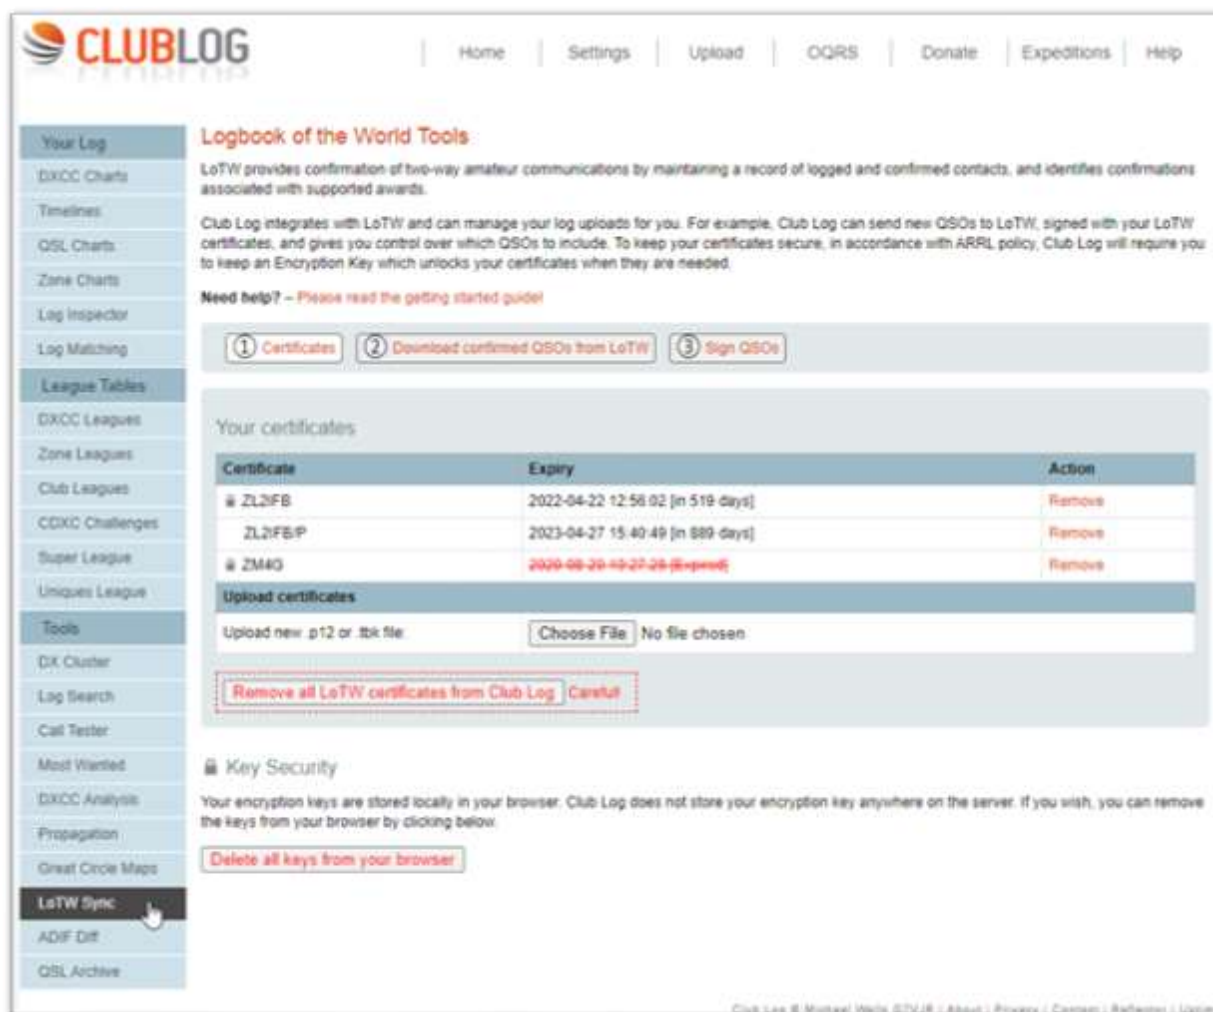 CLUBLOG
Home
Settings
Upload
OQRS
Donate
Expeditions
Help
Your Log
DXCC Charts
Timelines
QSL Charts
Zone Charts
Log Inspector
Log Matching
League Tables
DXCC Leagues
Zone Leagues
Club Leagues
CDXC Challenges
Super League
Uniques League
Tools
DX Cluster
Log Search
Call Tester
Most Wanted
DXCC Analysis
Propagation
Great Circle Maps
LoTW Sync
ADIF Diff
QSL Archive
Logbook of the World Tools
LoTW provides confirmation of two-way amateur communications by maintaining a record of logged and confirmed contacts, and identifies confirmations
associated with supported awards.
Club Log integrates with LoTW and can manage your log uploads for you. For example, Club Log can send new QSOs to LoTW, signed with your LoTW
certificates, and gives you control over which QSOs to include. To keep your certificates secure, in accordance with ARRL policy, Club Log will require you
to keep an Encryption Key which unlocks your certificates when they are needed.
Need help? – Please read the getting started guide!
① Certificates ② Download confirmed QSOs from LoTW ③ Sign QSOs
Your certificates
Certificate Expiry Action
ZL2IFB 2022-04-22 12:56:02 [in 519 days] Remove
ZL2IFB/P 2023-04-27 15:40:49 [in 889 days] Remove
ZM4G [Expired] Remove
Upload certificates
Upload new .p12 or .tbk file: Choose File No file chosen
Remove all LoTW certificates from Club Log Careful!
Key Security
Your encryption keys are stored locally in your browser. Club Log does not store your encryption key anywhere on the server. If you wish, you can remove
the keys from your browser by clicking below.
Delete all keys from your browser